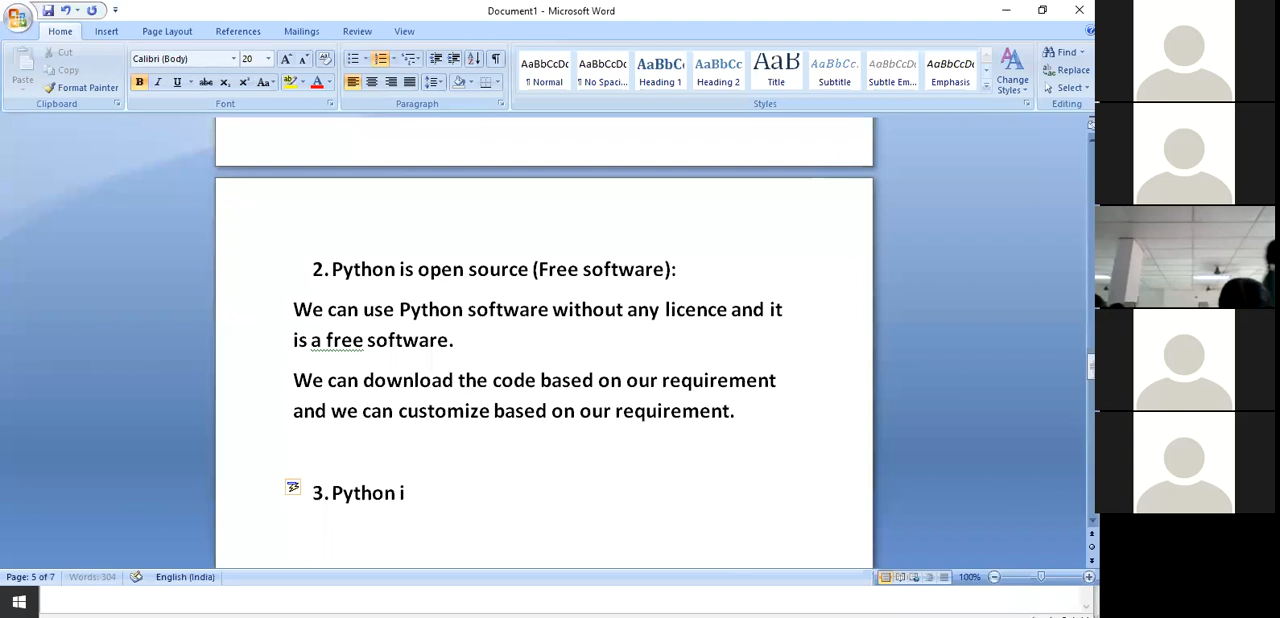 Document1 - Microsoft Word
Home Insert Page Layout References Mailings Review View
Cut
Copy
Format Painter
Paste
Clipboard
Calibri (Body) 20
Font
Paragraph
AaBbCcDc AaBbCcDc AaBbC AaBbCc AaB AaBbCc. AaBbCcDc AaBbCcDc
¶ Normal ¶ No Spaci... Heading 1 Heading 2 Title Subtitle Subtle Em... Emphasis
Change Styles
Styles
Find
Replace
Select
Editing
2. Python is open source (Free software):
We can use Python software without any licence and it
is a free software.
We can download the code based on our requirement
and we can customize based on our requirement.
3. Python i
Page: 5 of 7 Words: 304 English (India) 100%